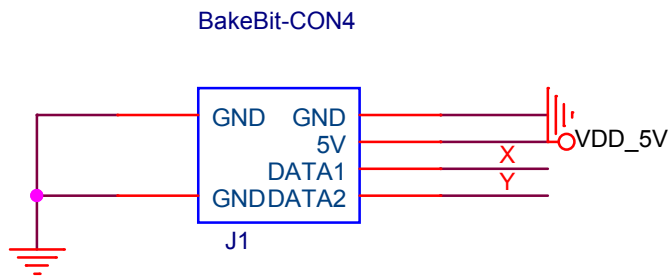 BakeBit-CON4
GND GND
5V VDD_5V
DATA1 X
GND DATA2 Y
J1